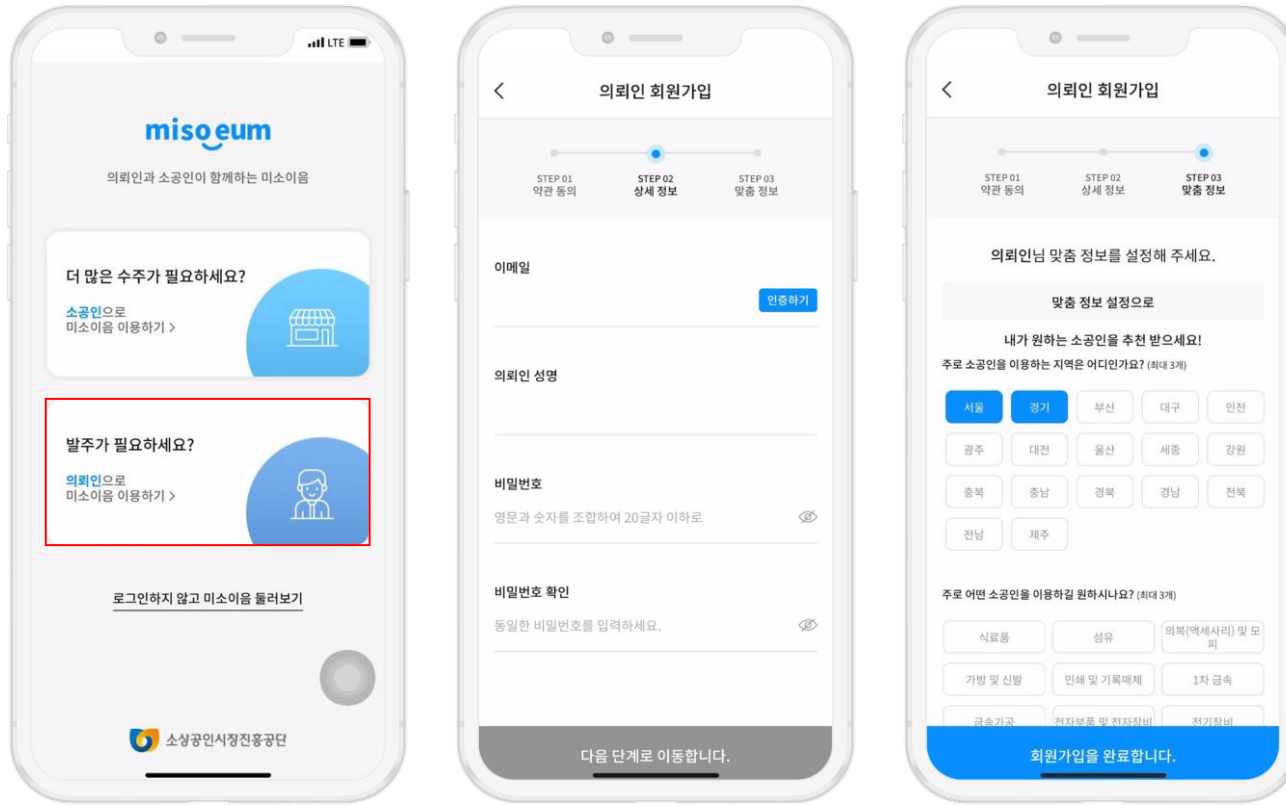 LTE
misoeum
의뢰인과 소공인이 함께하는 미소이음
더 많은 수주가 필요하세요?
소공인으로
미소이음 이용하기 >
발주가 필요하세요?
의뢰인으로
미소이음 이용하기 >
로그인하지 않고 미소이음 둘러보기
소상공인시장진흥공단
의뢰인 회원가입
STEP 01 STEP 02 STEP 03
약관 동의 상세 정보 맞춤 정보
이메일
인증하기
의뢰인 성명
비밀번호
영문과 숫자를 조합하여 20글자 이하로
비밀번호 확인
동일한 비밀번호를 입력하세요.
다음 단계로 이동합니다.
의뢰인 회원가입
STEP 01 STEP 02 STEP 03
약관 동의 상세 정보 맞춤 정보
의뢰인님 맞춤 정보를 설정해 주세요.
맞춤 정보 설정으로
내가 원하는 소공인을 추천 받으세요!
주로 소공인을 이용하는 지역은 어디인가요? (최대 3개)
서울 경기 부산 대구 인천
광주 대전 울산 세종 강원
충북 충남 경북 경남 전북
전남 제주
주로 어떤 소공인을 이용하길 원하시나요? (최대 3개)
식료품 섬유 의복(액세사리) 및 모
피
가방 및 신발 인쇄 및 기록매체 1차 금속
금속가공 전자부품 및 전자장비 전기장비
회원가입을 완료합니다.